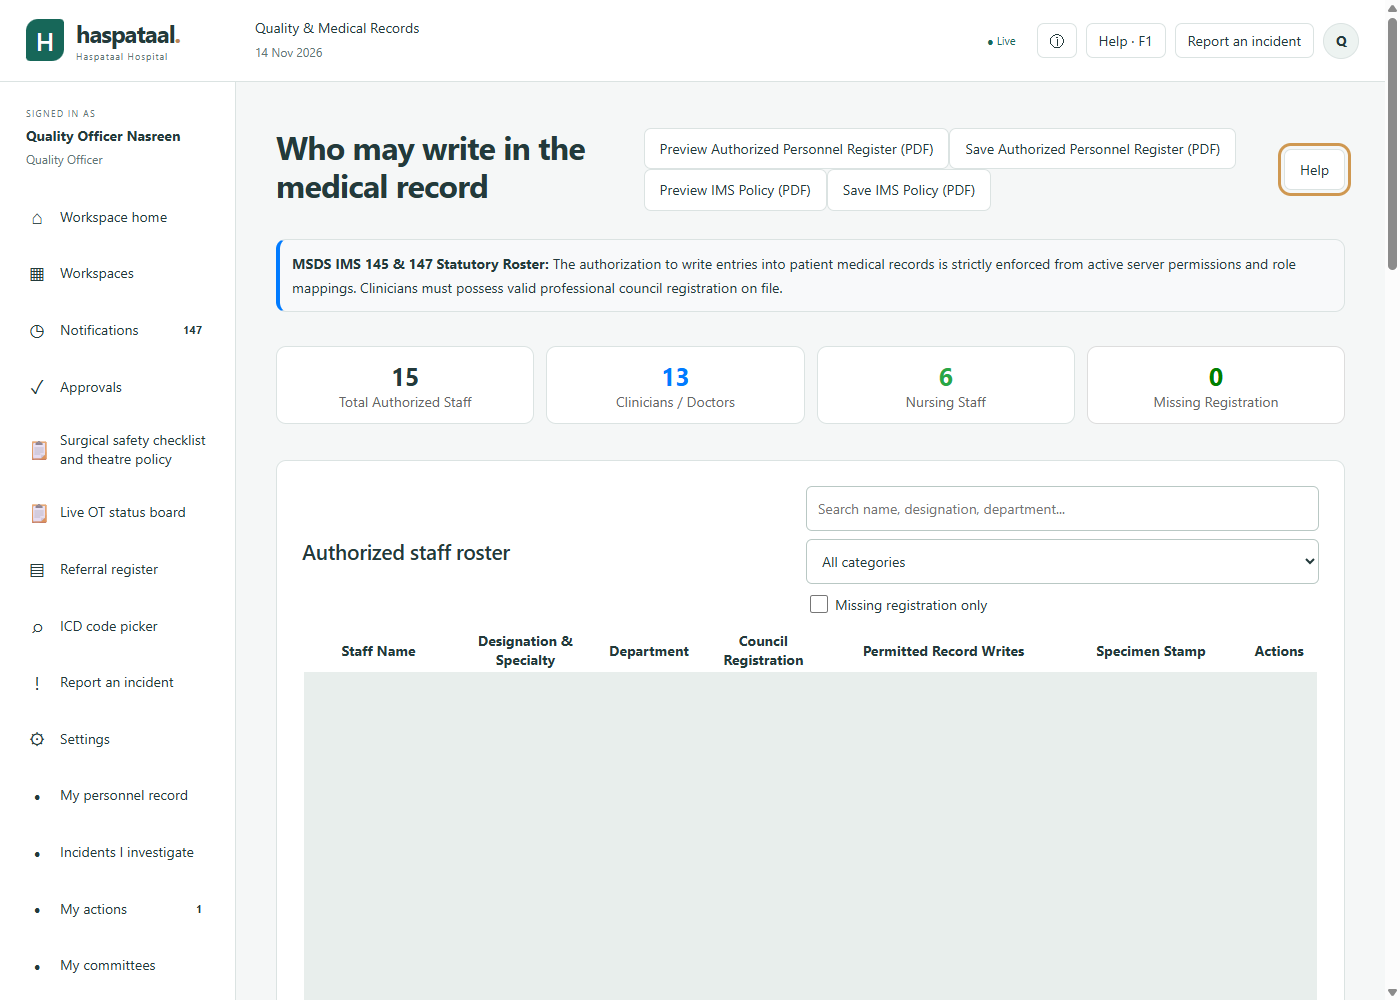 H
haspataal.
Haspataal Hospital
Quality & Medical Records
14 Nov 2026
Live
Help · F1
Report an incident
Q
SIGNED IN AS
Quality Officer Nasreen
Quality Officer
Workspace home
Workspaces
Notifications 147
Approvals
Surgical safety checklist
and theatre policy
Live OT status board
Referral register
ICD code picker
! Report an incident
Settings
My personnel record
Incidents I investigate
My actions 1
My committees
Who may write in the
medical record
Preview Authorized Personnel Register (PDF)
Save Authorized Personnel Register (PDF)
Preview IMS Policy (PDF)
Save IMS Policy (PDF)
Help
MSDS IMS 145 & 147 Statutory Roster: The authorization to write entries into patient medical records is strictly enforced from active server permissions and role
mappings. Clinicians must possess valid professional council registration on file.
15
Total Authorized Staff
13
Clinicians / Doctors
6
Nursing Staff
0
Missing Registration
Authorized staff roster
Search name, designation, department...
All categories
Missing registration only
Staff Name
Designation &
Specialty
Department
Council
Registration
Permitted Record Writes
Specimen Stamp
Actions